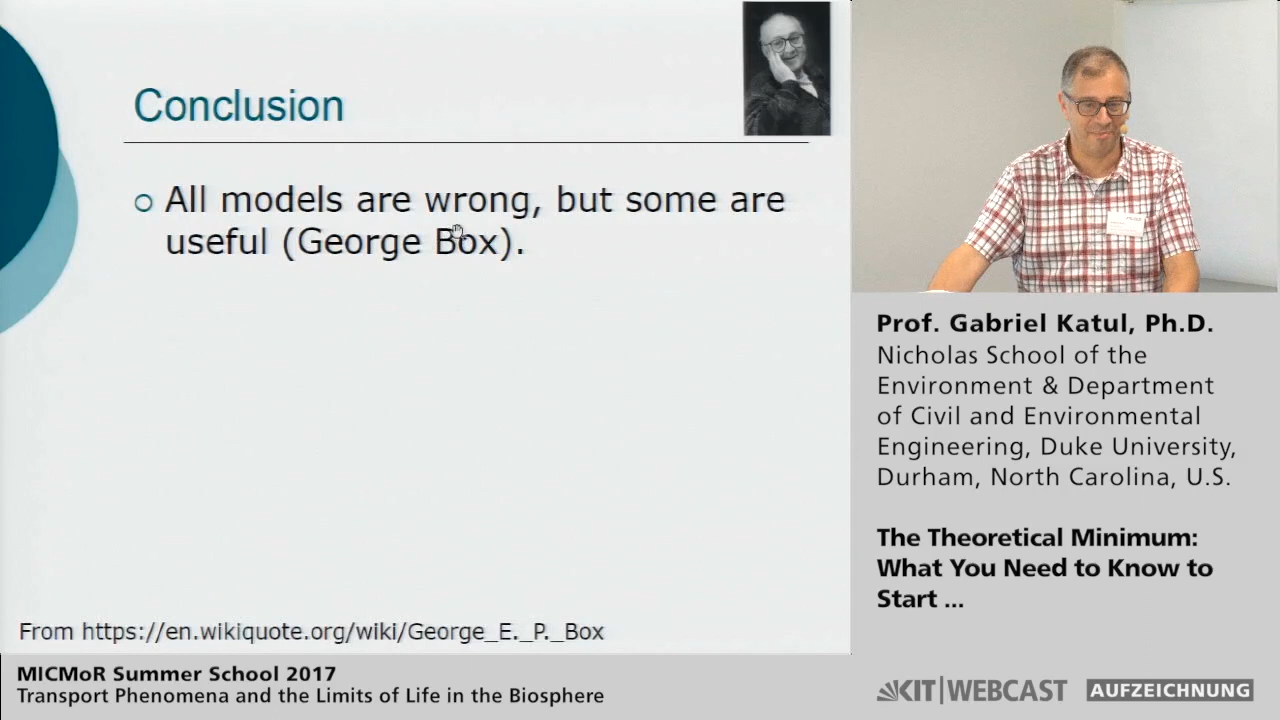 Conclusion
All models are wrong, but some are
useful (George Box).
From https://en.wikiquote.org/wiki/George_E._P._Box
Prof. Gabriel Katul, Ph.D.
Nicholas School of the
Environment & Department
of Civil and Environmental
Engineering, Duke University,
Durham, North Carolina, U.S.
The Theoretical Minimum:
What You Need to Know to
Start ...
MICMoR Summer School 2017
Transport Phenomena and the Limits of Life in the Biosphere
KIT|WEBCAST AUFZEICHNUNG